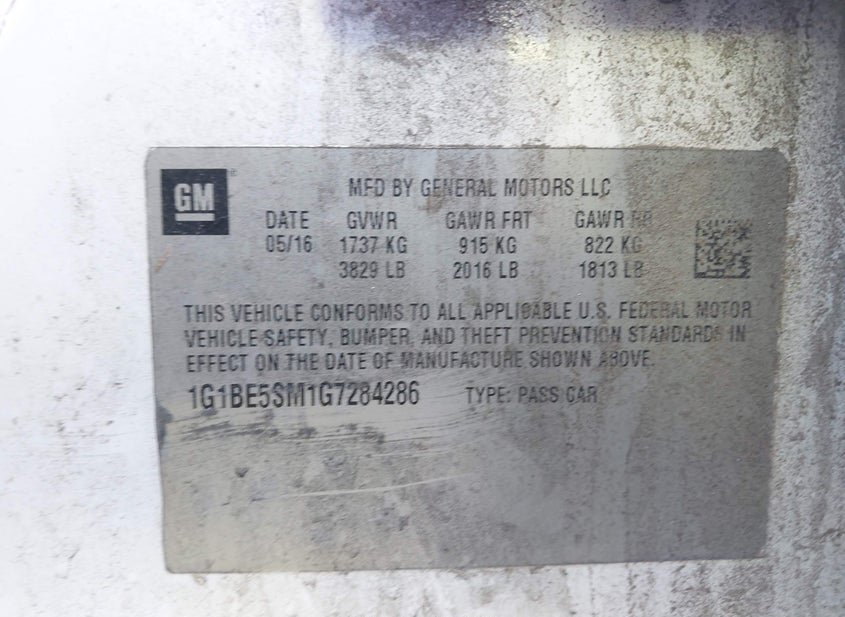 GM
MFD BY GENERAL MOTORS LLC
DATE GVWR GAWR FRT GAWR RR
05/16 1737 KG 915 KG 822 KG
3829 LB 2016 LB 1813 LB
THIS VEHICLE CONFORMS TO ALL APPLICABLE U.S. FEDERAL MOTOR
VEHICLE SAFETY, BUMPER, AND THEFT PREVENTION STANDARDS IN
EFFECT ON THE DATE OF MANUFACTURE SHOWN ABOVE.
1G1BE5SM1G7284286 TYPE: PASS CAR